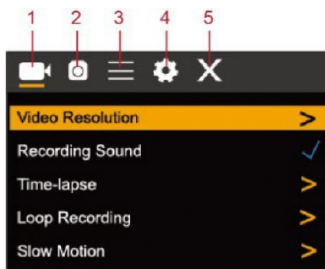 1 2 3 4 5
Video Resolution >
Recording Sound
Time-lapse >
Loop Recording >
Slow Motion >